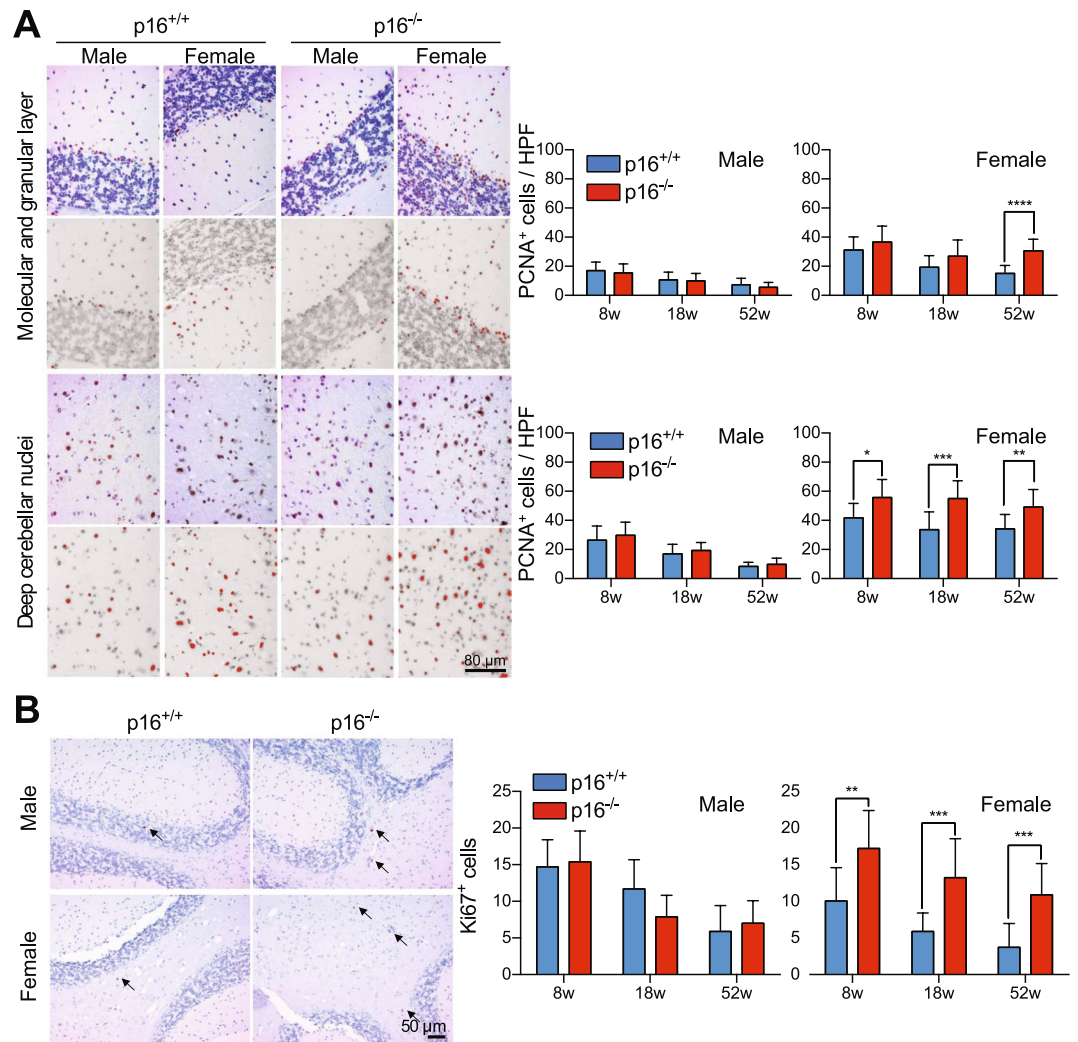 A
p16+/+
p16-/-
Male
Female
Male
Female
Molecular and granular layer
Deep cerebellar nuclei
80 µm
PCNA+ cells / HPF
100
80
60
40
20
0
p16+/+
p16-/-
Male
8w
18w
52w
100
80
60
40
20
0
Female
****
8w
18w
52w
PCNA+ cells / HPF
100
80
60
40
20
0
p16+/+
p16-/-
Male
8w
18w
52w
100
80
60
40
20
0
Female
*
***
**
8w
18w
52w
B
p16+/+
p16-/-
Male
Female
50 µm
Ki67+ cells
25
20
15
10
5
0
p16+/+
p16-/-
Male
8w
18w
52w
25
20
15
10
5
0
Female
**
***
***
8w
18w
52w